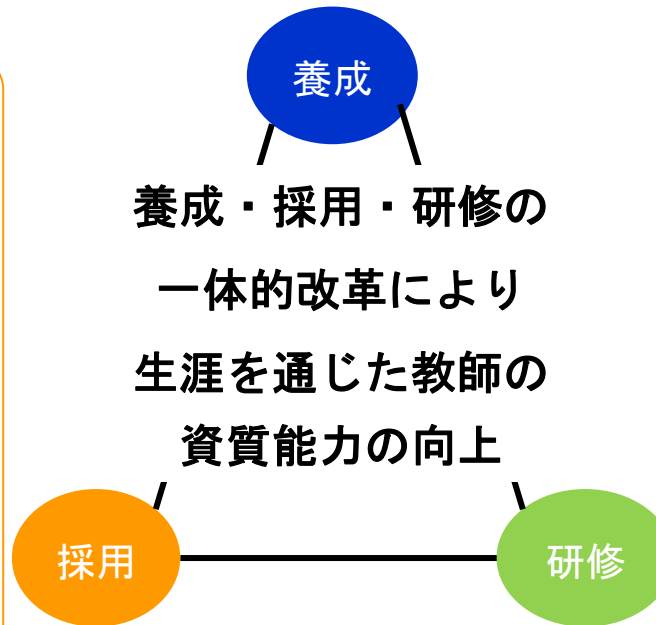 養成
養成・採用・研修の
一体的改革により
生涯を通じた教師の
資質能力の向上
採用
研修